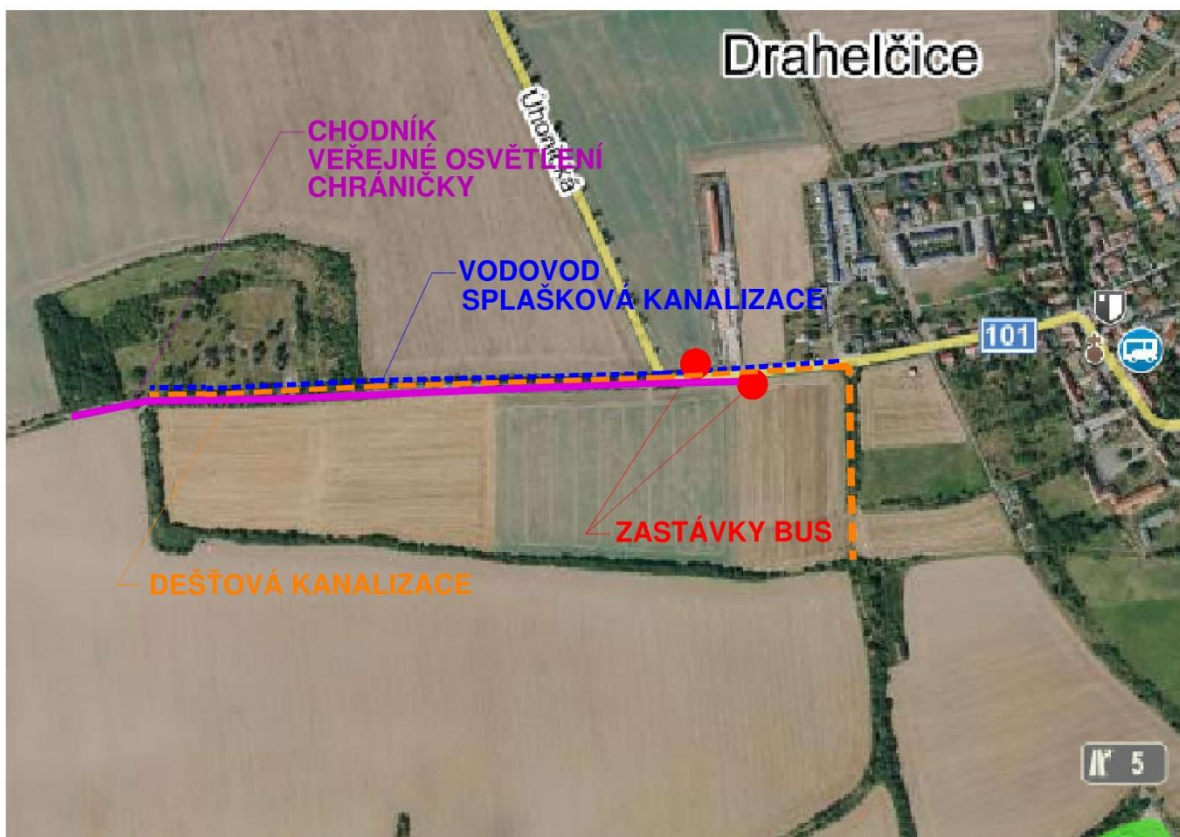 Drahelčice
Úhonická
CHODNÍK
VEŘEJNÉ OSVĚTLENÍ
CHRÁNIČKY
VODOVOD
SPLAŠKOVÁ KANALIZACE
101
ZASTÁVKY BUS
DEŠŤOVÁ KANALIZACE
5